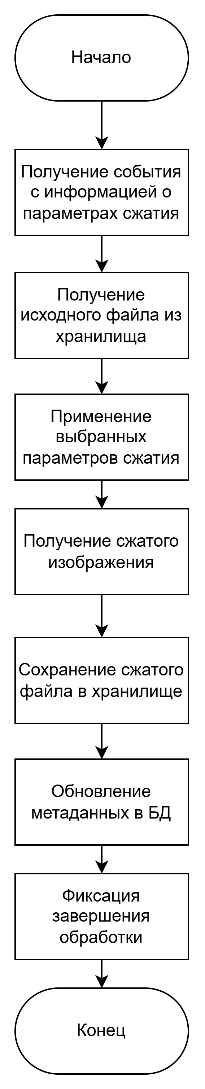 Начало
Получение события
с информацией о
параметрах сжатия
Получение
исходного файла из
хранилища
Применение
выбранных
параметров сжатия
Получение сжатого
изображения
Сохранение сжатого
файла в хранилище
Обновление
метаданных в БД
Фиксация
завершения
обработки
Конец